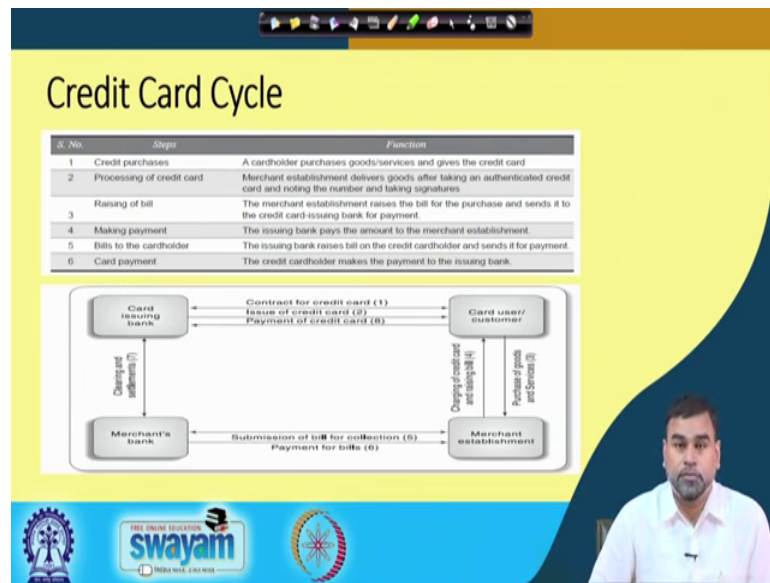 Credit Card Cycle
S. No. Steps Function
1 Credit purchases A cardholder purchases goods/services and gives the credit card
2 Processing of credit card Merchant establishment delivers goods after taking an authenticated credit
card and noting the number and taking signatures
Raising of bill The merchant establishment raises the bill for the purchase and sends it to
3 the credit card-issuing bank for payment.
4 Making payment The issuing bank pays the amount to the merchant establishment.
5 Bills to the cardholder The issuing bank raises bill on the credit cardholder and sends it for payment.
6 Card payment The credit cardholder makes the payment to the issuing bank.
Card
issuing
bank
Contract for credit card (1)
Issue of credit card (2)
Payment of credit card (8)
Card user/
customer
Clearing and
settlements (7)
Charging of credit card
and raising bill (4)
Purchase of goods
and Services (3)
Merchant's
bank
Submission of bill for collection (5)
Payment for bills (6)
Merchant
establishment
FREE ONLINE EDUCATION
swayam